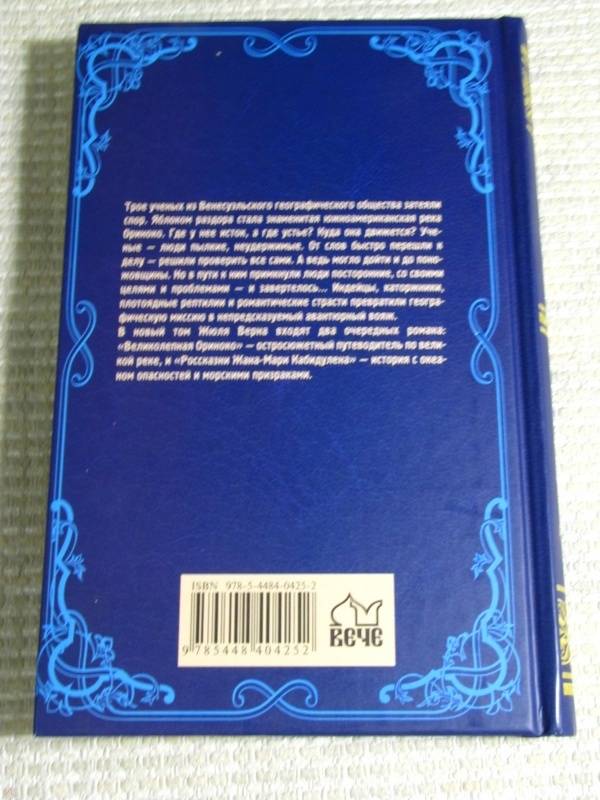 Трое ученых из Венесуэльского географического общества затеяли
спор. Яблоком раздора стала знаменитая южноамериканская река
Ориноко. Где у нее исток, а где устье? Куда она движется? Уче-
ные — люди пылкие, неудержимые. От слов быстро перешли к
делу — решили проверить все сами. А ведь могло дойти и до поно-
жовщины. Но в пути к ним примкнули люди посторонние, со своими
целями и проблемами — и завертелось... Индейцы, каторжники,
плотоядные рептилии и романтические страсти превратили геогра-
фическую миссию в непредсказуемый авантюрный вояж.
В новый том Жюля Верна входят два очередных романа:
«Великолепная Ориноко» — остросюжетный путеводитель по вели-
кой реке, и «Россказни Жана-Мари Кабидулена» — история с океа-
ном опасностей и морскими призраками.
ISBN 978-5-4484-0425-2
9 785448 404252
ВЕЧЕ